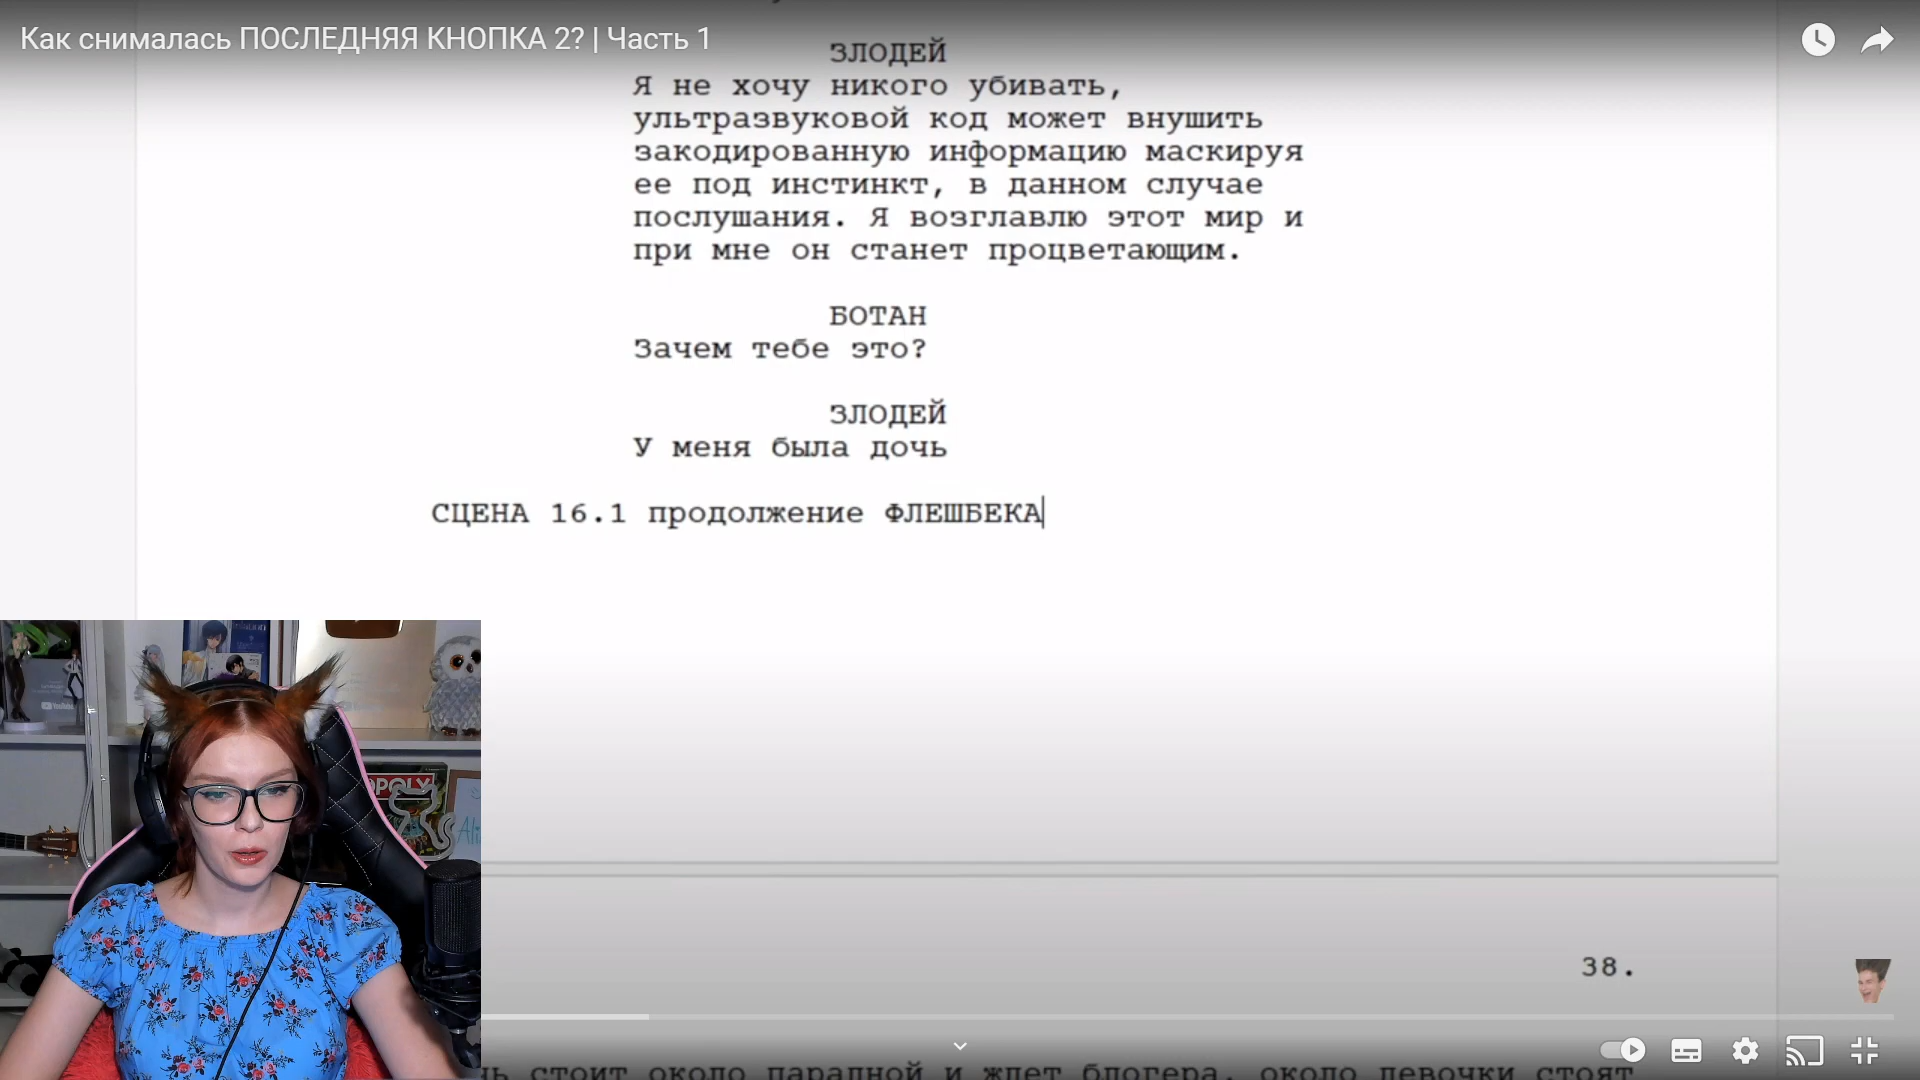 Как снималась ПОСЛЕДНЯЯ КНОПКА 2? | Часть 1
ЗЛОДЕЙ
Я не хочу никого убивать,
ультразвуковой код может внушить
закодированную информацию маскируя
ее под инстинкт, в данном случае
послушания. Я возглавлю этот мир и
при мне он станет процветающим.
БОТАН
Зачем тебе это?
ЗЛОДЕЙ
У меня была дочь
СЦЕНА 16.1 продолжение ФЛЕШБЕКА
OPOLY
YouTube
38.
стоит около парадной и ждет блогера, около девочки стоят